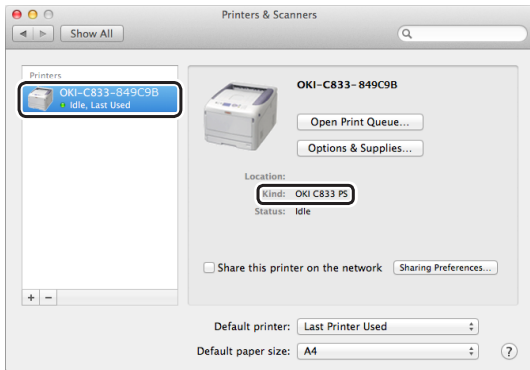 Printers & Scanners
Show All
Printers
OKI-C833-849C9B
Idle, Last Used
+ −
OKI-C833-849C9B
Open Print Queue...
Options & Supplies...
Location:
Kind: OKI C833 PS
Status: Idle
Share this printer on the network Sharing Preferences...
Default printer: Last Printer Used
Default paper size: A4 ?